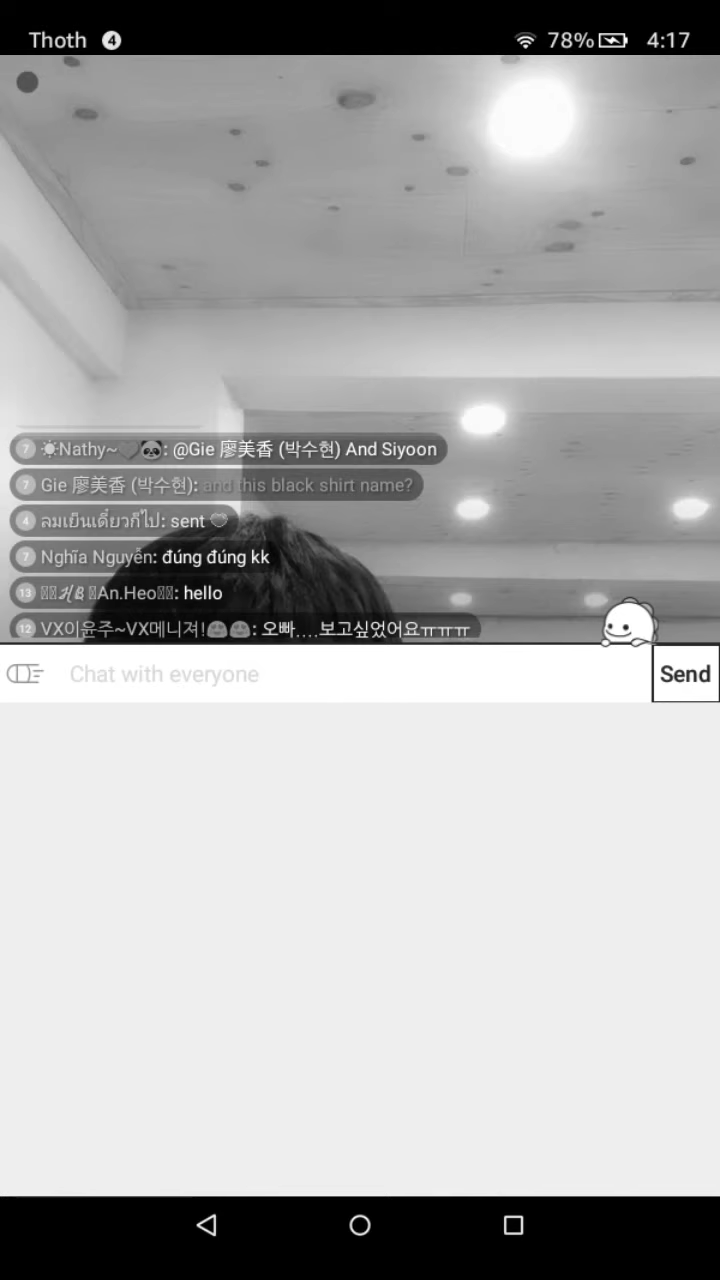 Thoth 4 78% 4:17
7 ☀Nathy~❤🐼: @Gie 廖美香 (박수현) And Siyoon
7 Gie 廖美香 (박수현): and this black shirt name?
4 ลมเย็นเดี๋ยวก็ไป: sent
7 Nghĩa Nguyễn: đúng đúng kk
13 ℋℬ An.Heo: hello
12 VX이윤주~VX메니져!😍😍: 오빠....보고싶었어요ㅠㅠㅠ
Chat with everyone Send